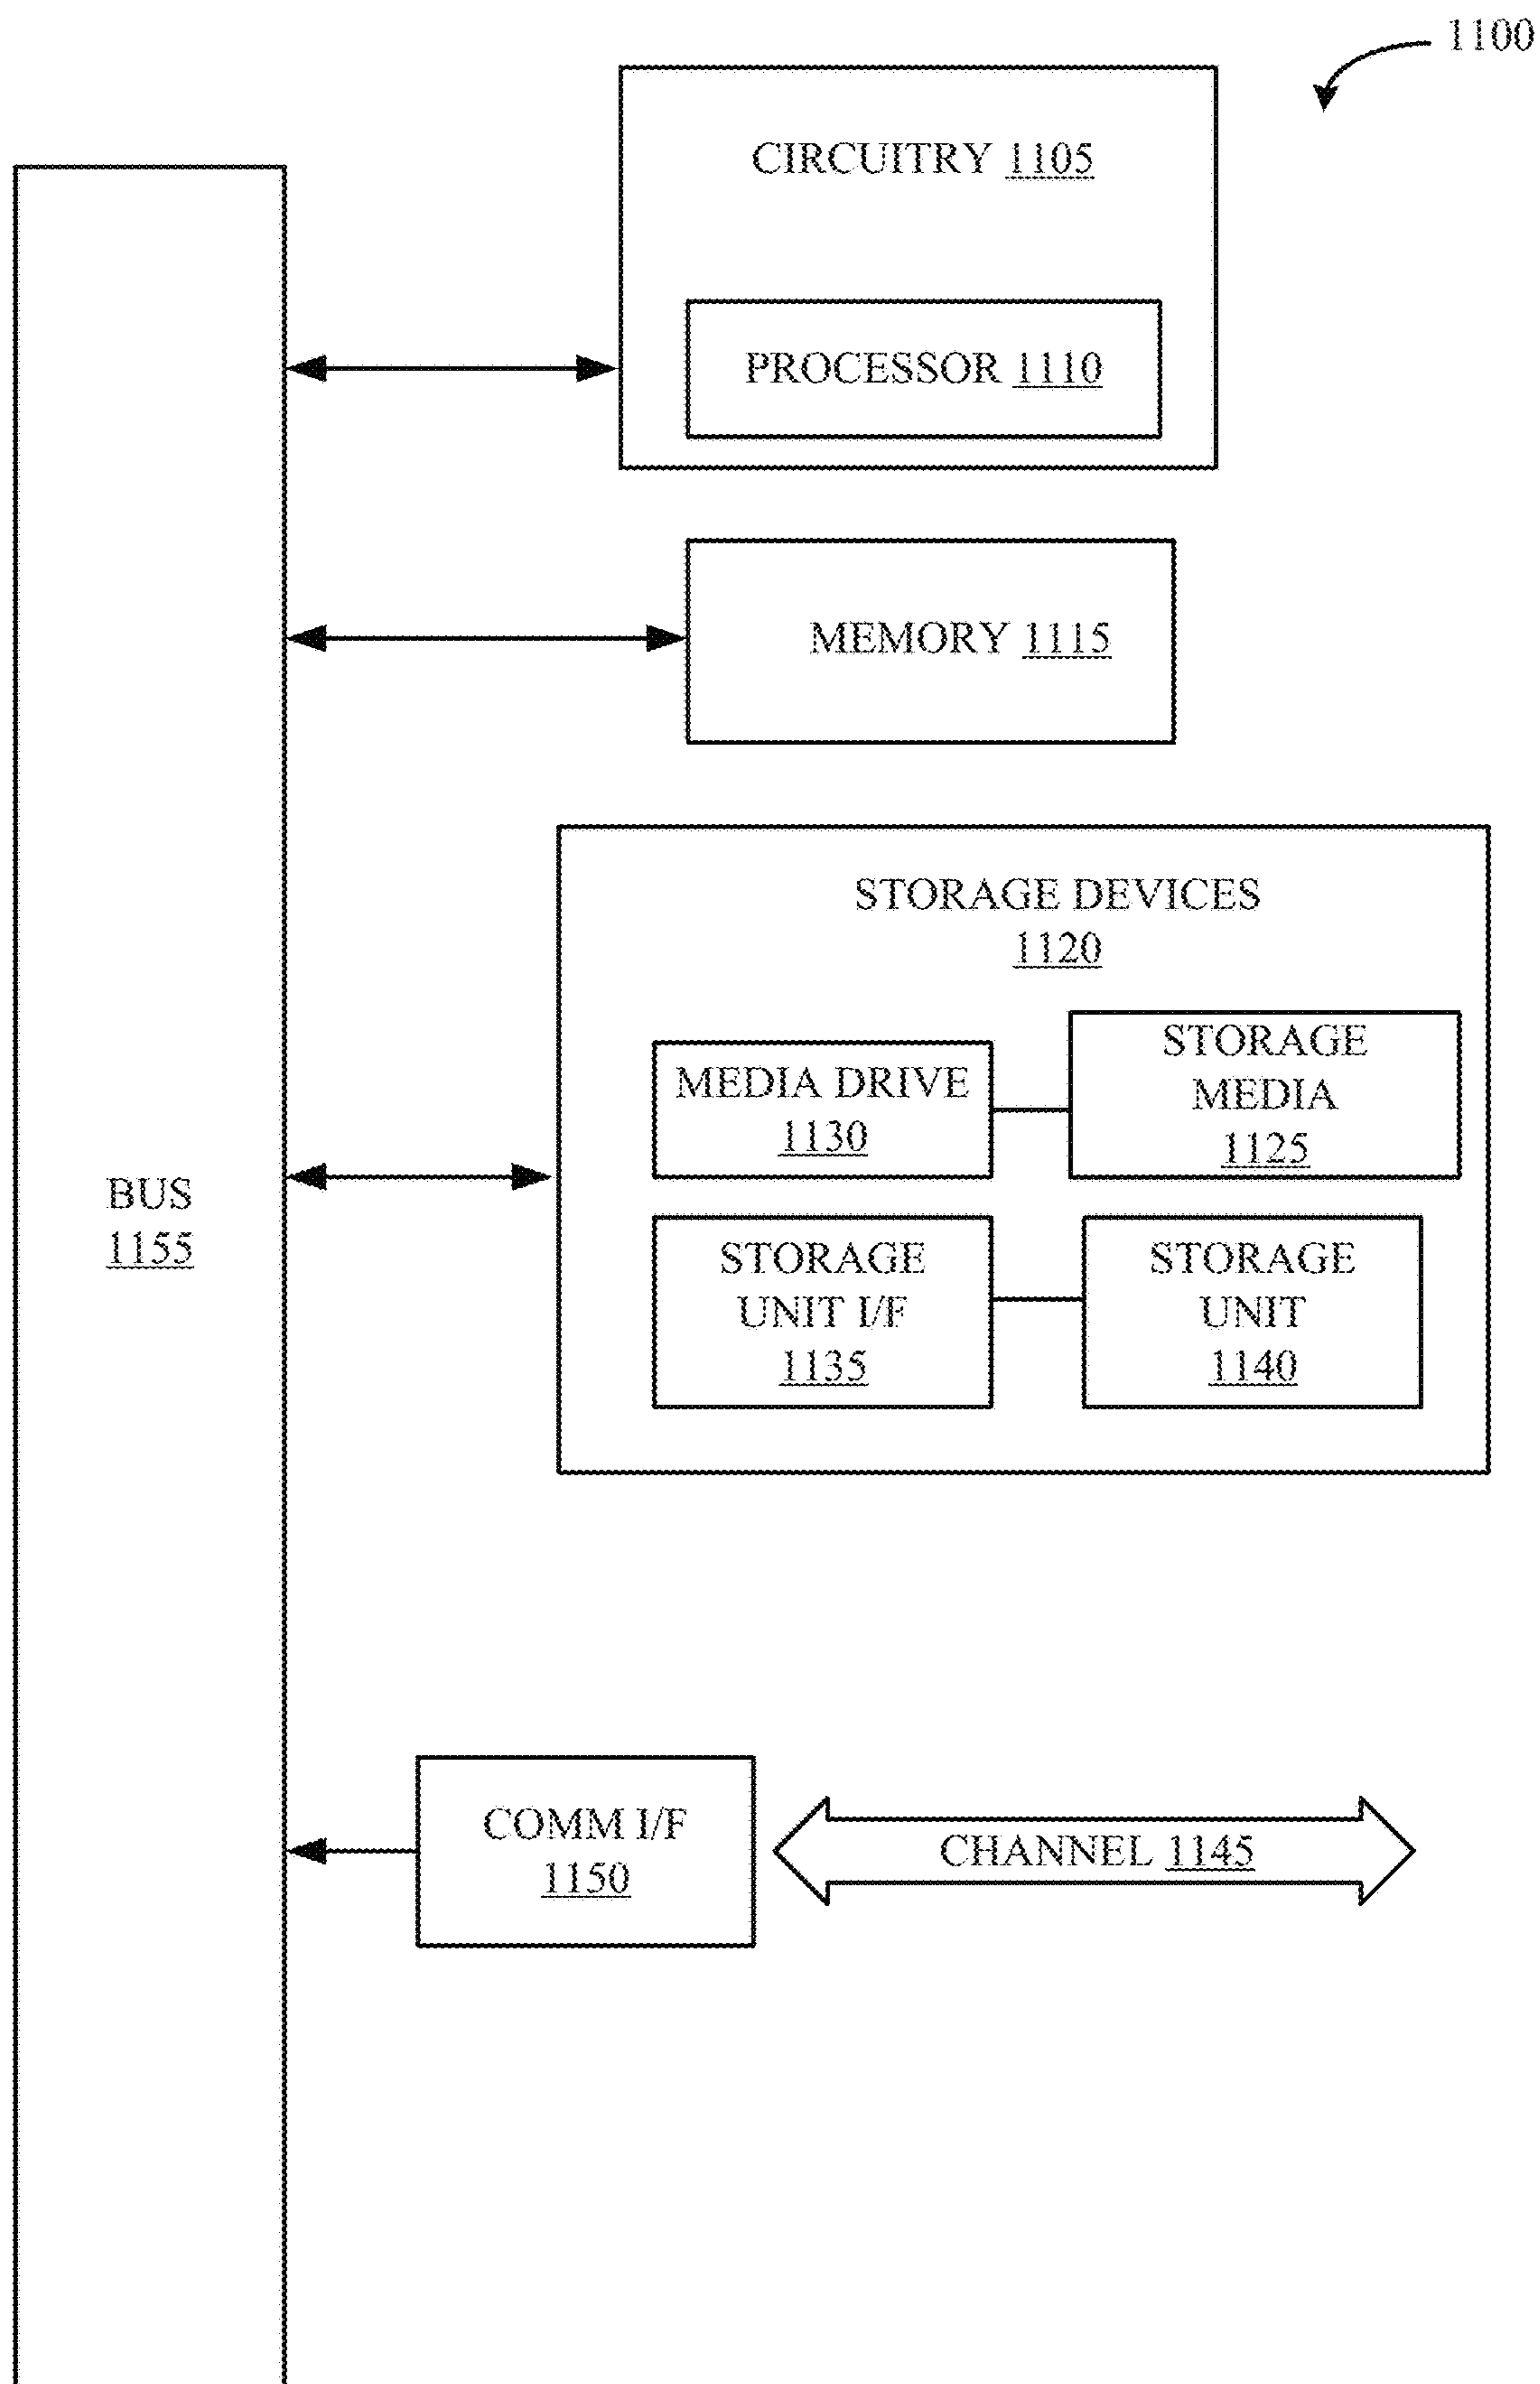 1100
CIRCUITRY 1105
PROCESSOR 1110
MEMORY 1115
STORAGE DEVICES
1120
MEDIA DRIVE
1130
STORAGE
MEDIA
1125
BUS
1155
STORAGE
UNIT I/F
1135
STORAGE
UNIT
1140
COMM I/F
1150
CHANNEL 1145